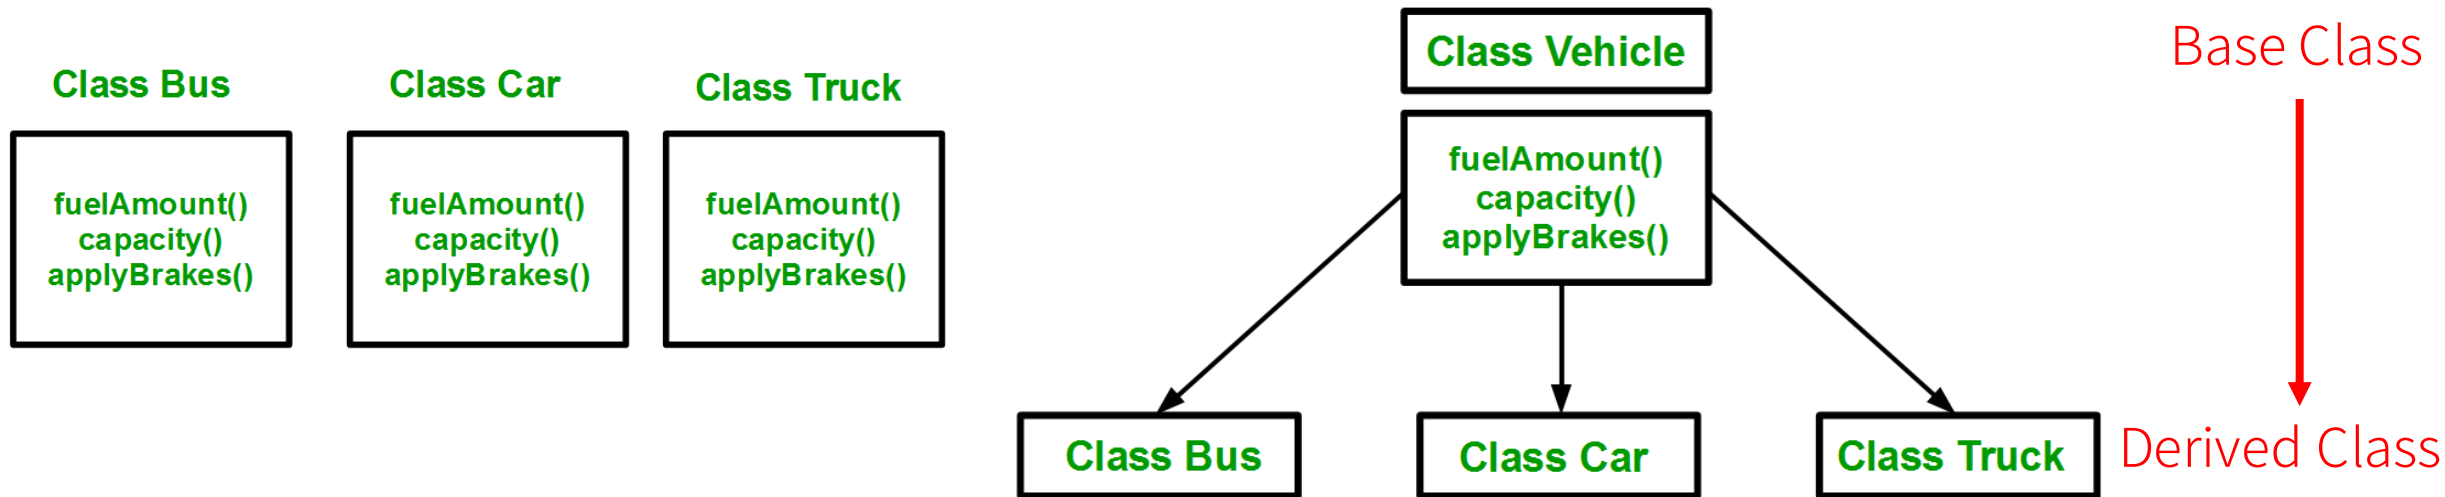 Class Bus
fuelAmount()
capacity()
applyBrakes()
Class Car
fuelAmount()
capacity()
applyBrakes()
Class Truck
fuelAmount()
capacity()
applyBrakes()
Class Vehicle
fuelAmount()
capacity()
applyBrakes()
Class Bus
Class Car
Class Truck
Base Class
Derived Class